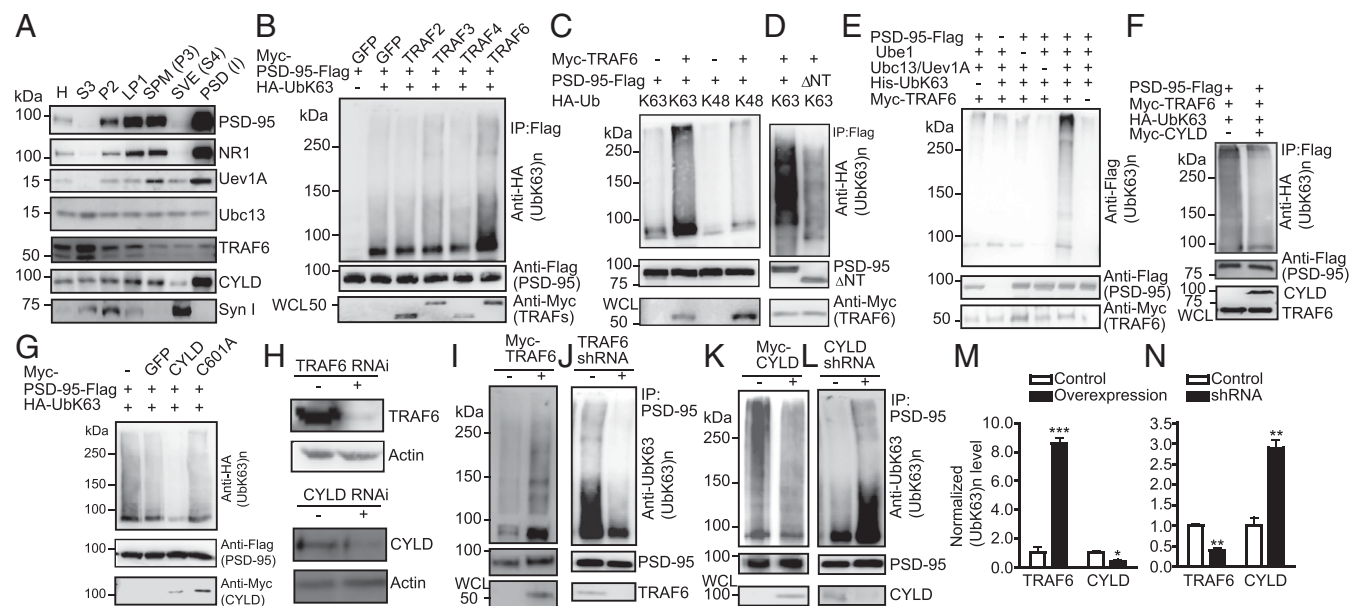 A
H S3 P2 LP1 SPM (P3) SVE (S4) PSD (I)
kDa
100 PSD-95
100 NR1
15 Uev1A
15 Ubc13
50 TRAF6
100 CYLD
75 Syn I
B
Myc- GFP GFP TRAF2 TRAF3 TRAF4 TRAF6
PSD-95-Flag - + + + + +
HA-UbK63 + + + + +
kDa
IP:Flag
250
150
100
Anti-HA
(UbK63)n
100 Anti-Flag
(PSD-95)
WCL50 Anti-Myc
(TRAFs)
C
Myc-TRAF6 - + - +
PSD-95-Flag + + + +
HA-Ub K63 K63 K48 K48
kDa
250
150
100
100
75
WCL
50
D
+ +
+ ΔNT
K63 K63
IP:Flag
Anti-HA
(UbK63)n
PSD-95
ΔNT
Anti-Myc
(TRAF6)
E
PSD-95-Flag + - + + + +
Ube1 + + - + + +
Ubc13/Uev1A + + + - + +
His-UbK63
Myc-TRAF6
kDa
250
150
100
Anti-Flag
(UbK63)n
100
75
Anti-Flag
(PSD-95)
50 Anti-Myc
(TRAF6)
F
PSD-95-Flag + +
Myc-TRAF6 + +
HA-UbK63 + +
Myc-CYLD - +
kDa
IP:Flag
250
150
100
Anti-HA
(UbK63)n
100
75
Anti-Flag
(PSD-95)
100
75
CYLD
WCL TRAF6
G
Myc- - GFP CYLD C601A
PSD-95-Flag + + + +
HA-UbK63 + + + +
kDa
250
150
100
Anti-HA
(UbK63)n
100 Anti-Flag
(PSD-95)
100 Anti-Myc
(CYLD)
H
TRAF6 RNAi
- +
TRAF6
Actin
CYLD RNAi
- +
CYLD
Actin
I
Myc-
TRAF6
- +
kDa
250
150
100
100
WCL
50
J
TRAF6
shRNA
- +
IP:
PSD-95
Anti-UbK63
(UbK63)n
PSD-95
TRAF6
K
Myc-
CYLD
- +
kDa
250
150
100
100
WCL
100
L
CYLD
shRNA
- +
IP:
PSD-95
Anti-UbK63
(UbK63)n
PSD-95
CYLD
M
Control
Overexpression
Normalized
(UbK63)n level
10.0
8.0
6.0
4.0
2.0
0.0
***
*
TRAF6 CYLD
N
Control
shRNA
3.5
3.0
2.5
2.0
1.5
1.0
0.5
0.0
**
**
TRAF6 CYLD